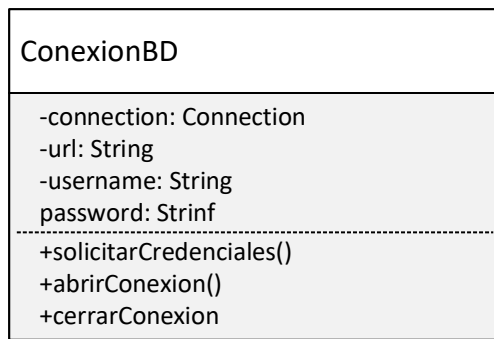 ConexionBD
-connection: Connection
-url: String
-username: String
password: Strinf
+solicitarCredenciales()
+abrirConexion()
+cerrarConexion